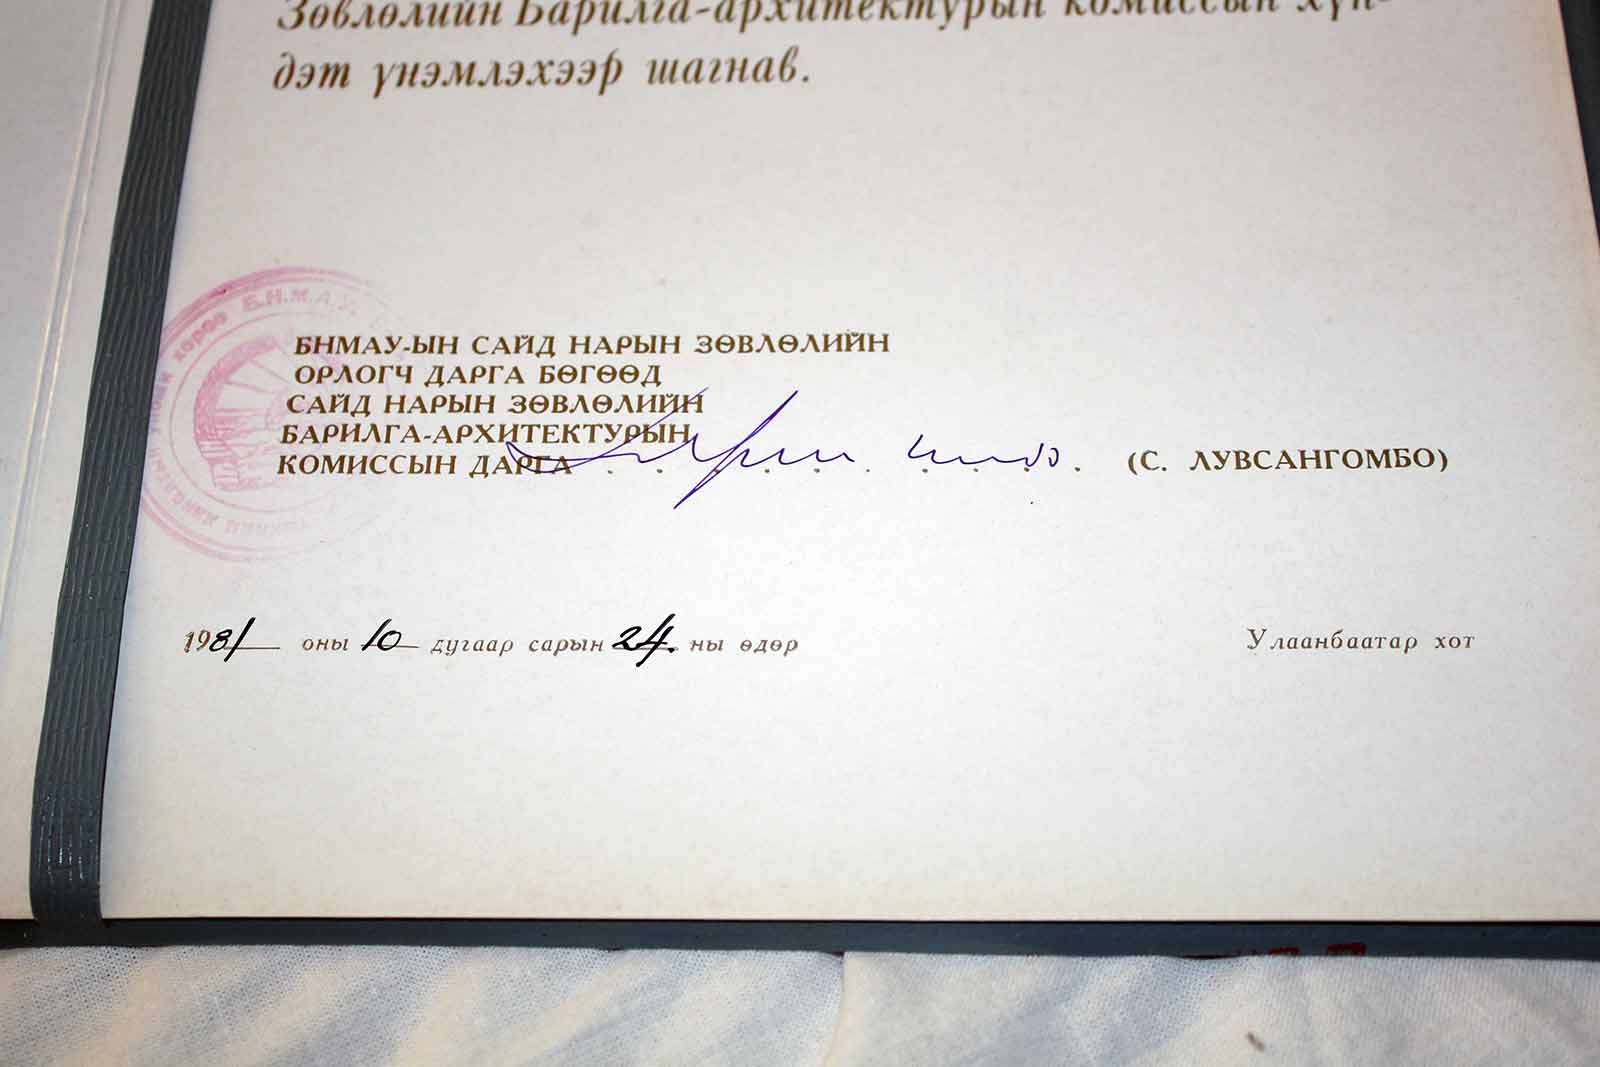 Зөвлөлийн Барилга-архитектурын комиссын хүн-
дэт үнэмлэхээр шагнав.
Б.Н.М.А.У.
БНМАУ-ЫН САЙД НАРЫН ЗӨВЛӨЛИЙН
ОРЛОГЧ ДАРГА БӨГӨӨД
САЙД НАРЫН ЗӨВЛӨЛИЙН
БАРИЛГА-АРХИТЕКТУРЫН
КОМИССЫН ДАРГА . . . . . . . . (С. ЛУВСАНГОМБО)
1981 оны 10 дугаар сарын 24. ны өдөр Улаанбаатар хот